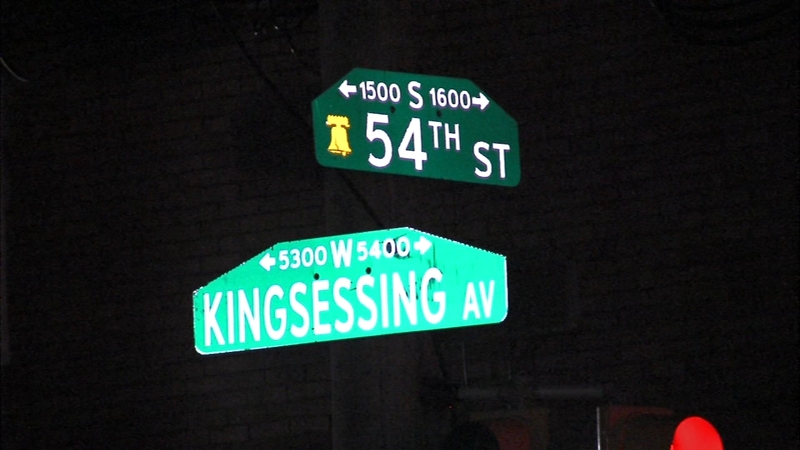 ← 1500 S 1600 →
54TH ST
← 5300 W 5400 →
KINGSESSING AV